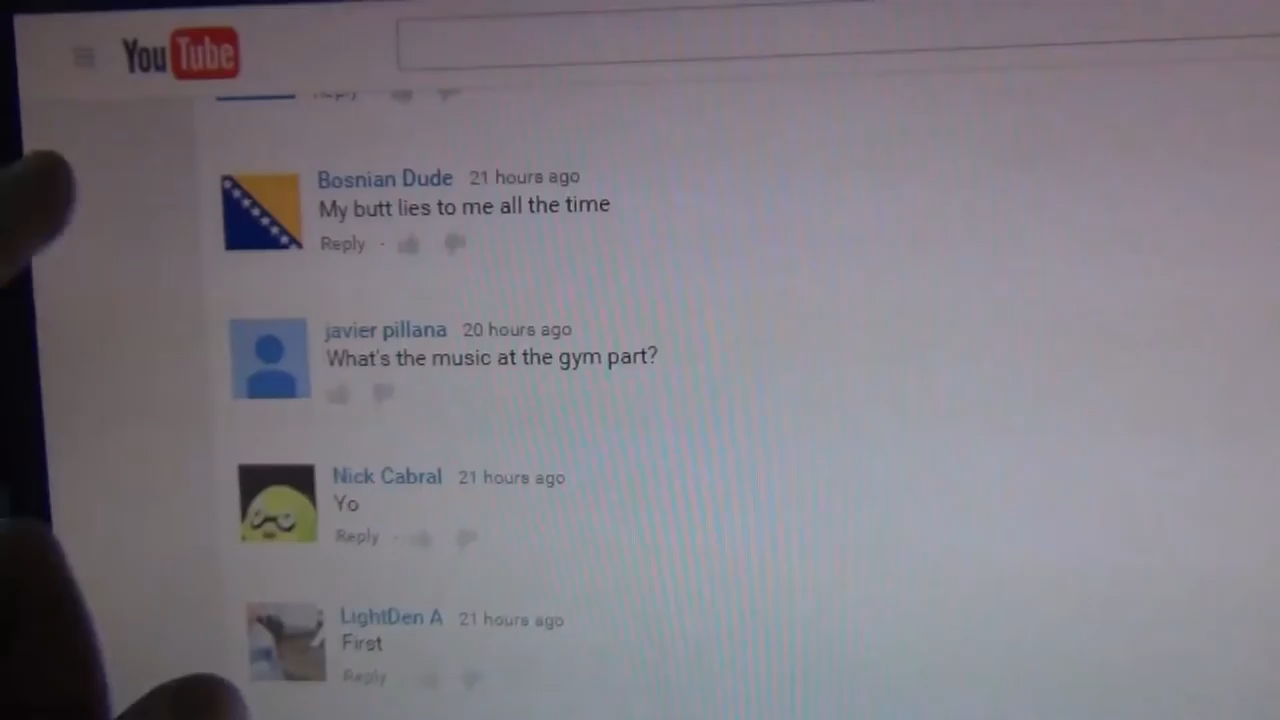 YouTube
Reply
Bosnian Dude 21 hours ago
My butt lies to me all the time
Reply ·
javier pillana 20 hours ago
What's the music at the gym part?
Nick Cabral 21 hours ago
Yo
Reply ·
LightDen A 21 hours ago
First
Reply